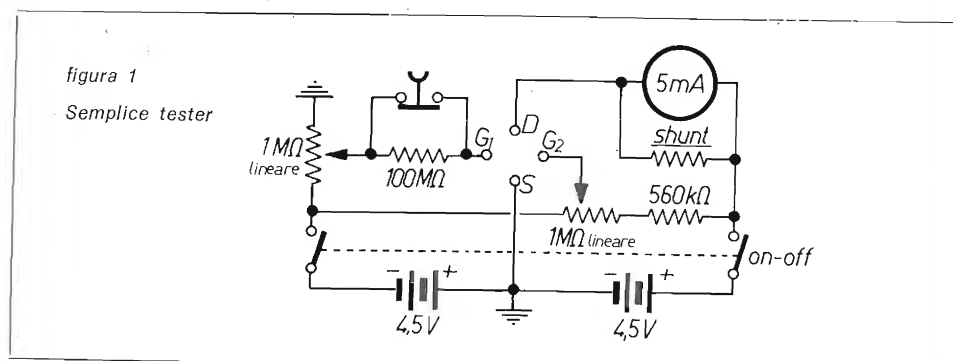 figura 1
Semplice tester
1MΩ
lineare
100MΩ
G1
D
G2
S
5mA
shunt
560kΩ
1MΩ lineare
on-off
- +
4,5V
- +
4,5V